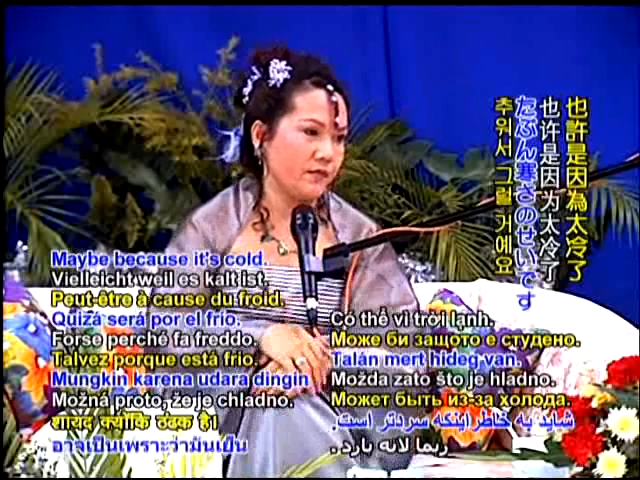 Maybe because it's cold.
Vielleicht weil es kalt ist.
Peut-être à cause du froid.
Quizá será por el frío.
Forse perché fa freddo.
Talvez porque está frio.
Mungkin karena udara dingin
Možná proto, že je chladno.
शायद क्योंकि ठंढक है।
อาจเป็นเพราะว่ามันเย็น
Có thể vì trời lạnh.
Може би защото е студено.
Talán mert hideg van.
Možda zato što je hladno.
Может быть из-за холода.
شاید به خاطر اینکه سردتر است.
ربما لانه بارد .
也許是因為太冷了
也许是因为太冷了
たぶん寒さのせいです
추워서 그럴 거예요